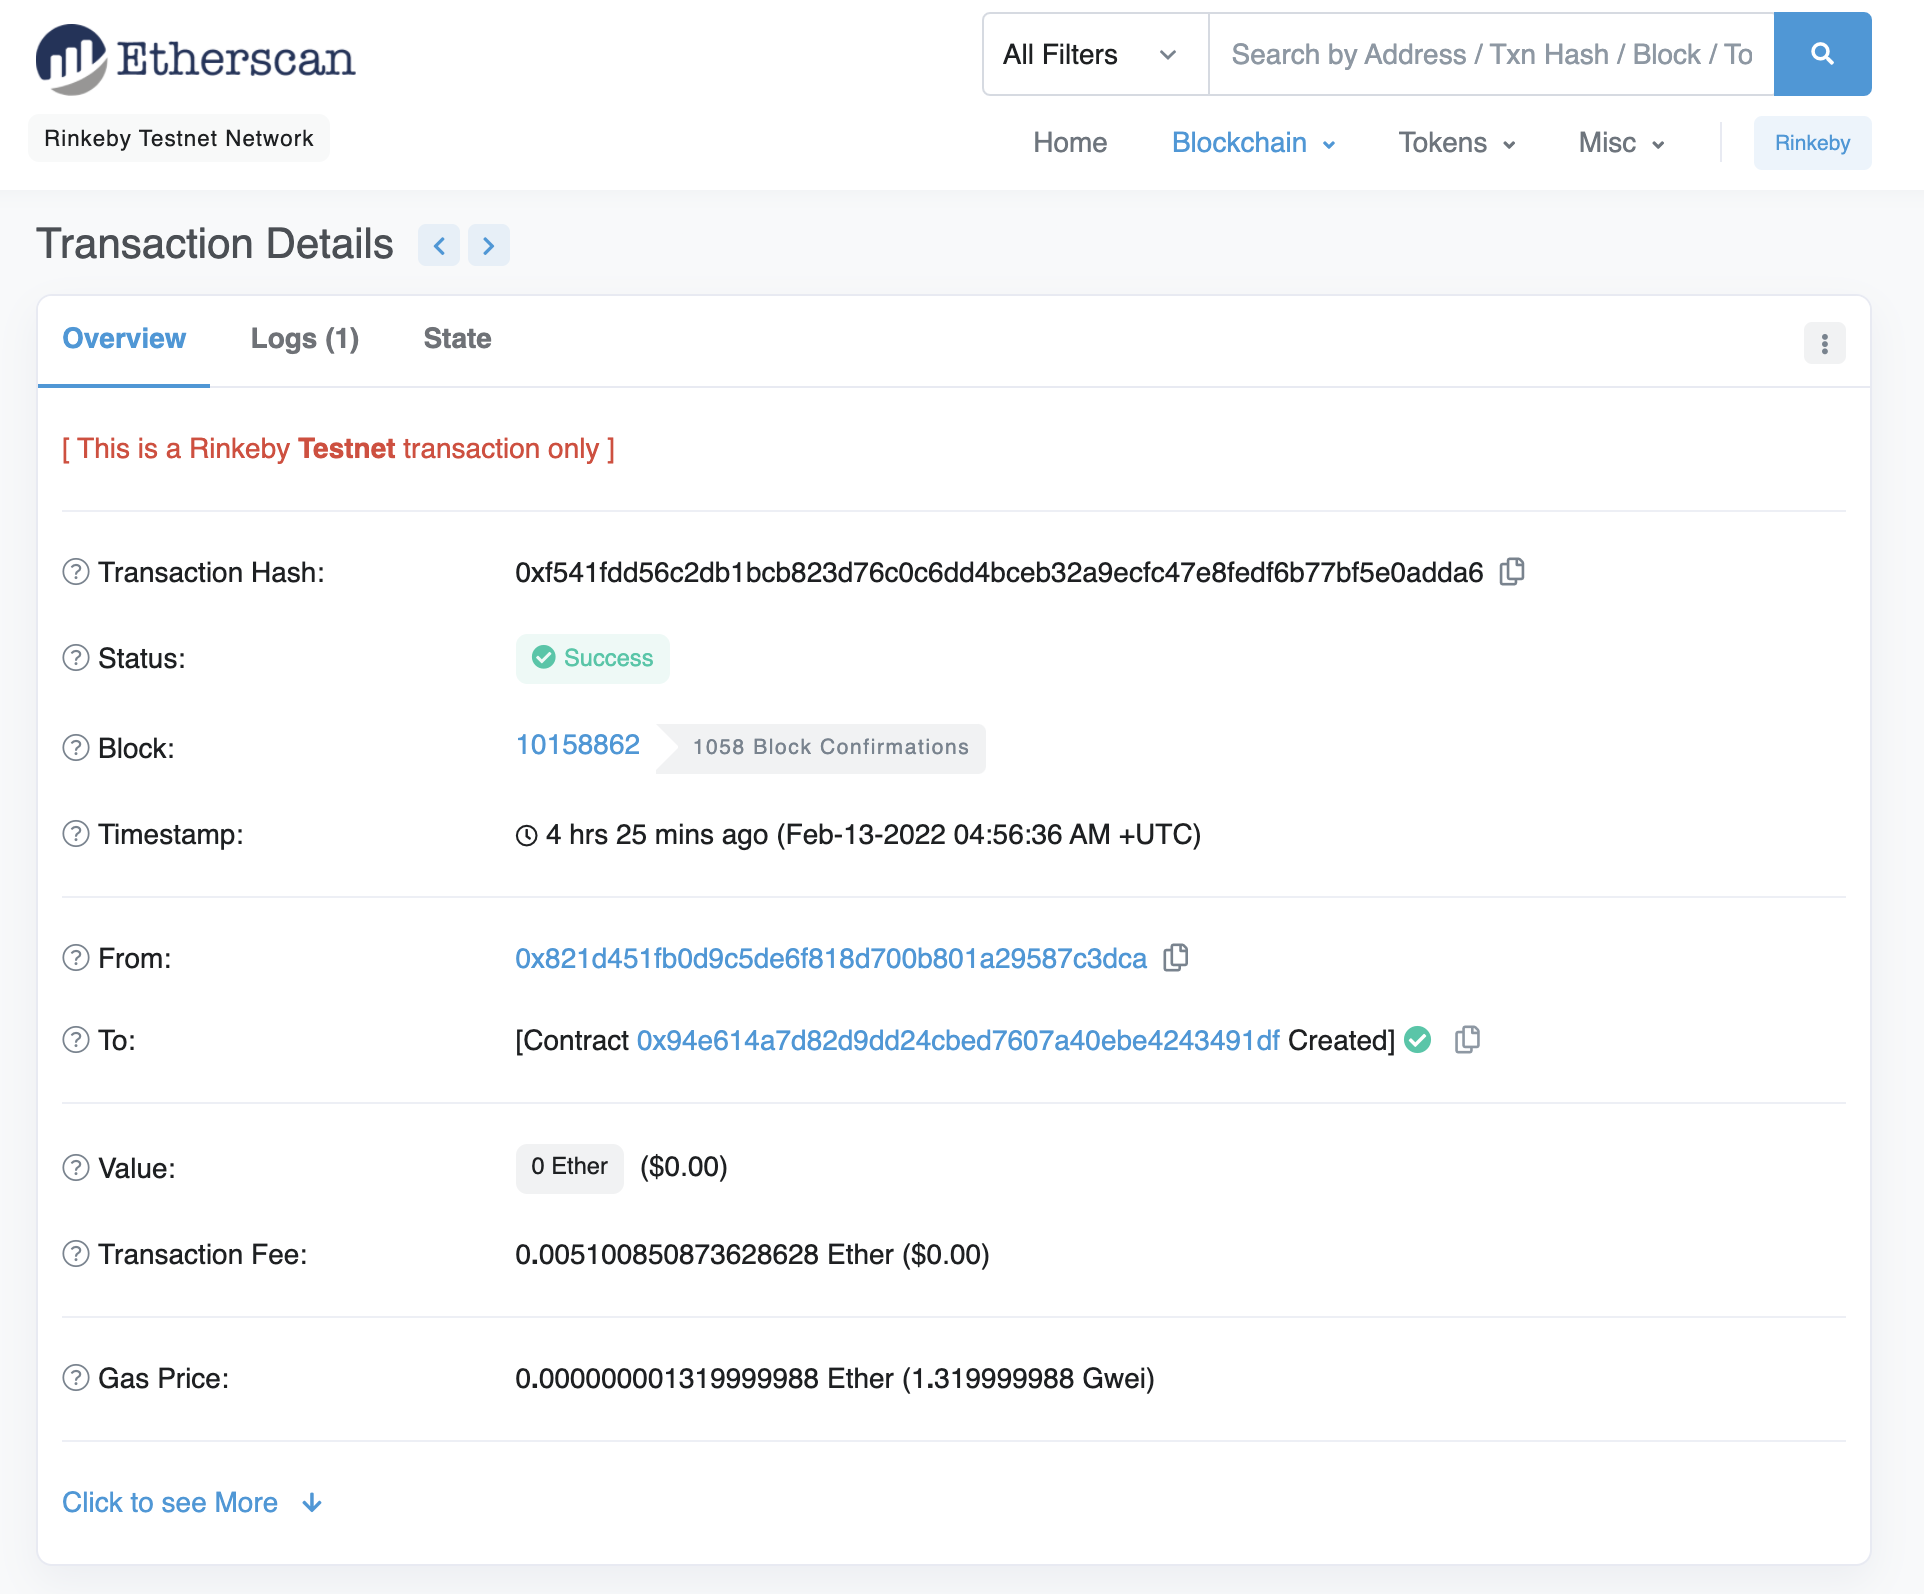 Etherscan
All Filters
Search by Address / Txn Hash / Block / To
Rinkeby Testnet Network
Home Blockchain Tokens Misc Rinkeby
Transaction Details
Overview Logs (1) State
[ This is a Rinkeby Testnet transaction only ]
Transaction Hash: 0xf541fdd56c2db1bcb823d76c0c6dd4bceb32a9ecfc47e8fedf6b77bf5e0adda6
Status: Success
Block: 10158862 1058 Block Confirmations
Timestamp: 4 hrs 25 mins ago (Feb-13-2022 04:56:36 AM +UTC)
From: 0x821d451fb0d9c5de6f818d700b801a29587c3dca
To: [Contract 0x94e614a7d82d9dd24cbed7607a40ebe4243491df Created]
Value: 0 Ether ($0.00)
Transaction Fee: 0.005100850873628628 Ether ($0.00)
Gas Price: 0.000000001319999988 Ether (1.319999988 Gwei)
Click to see More